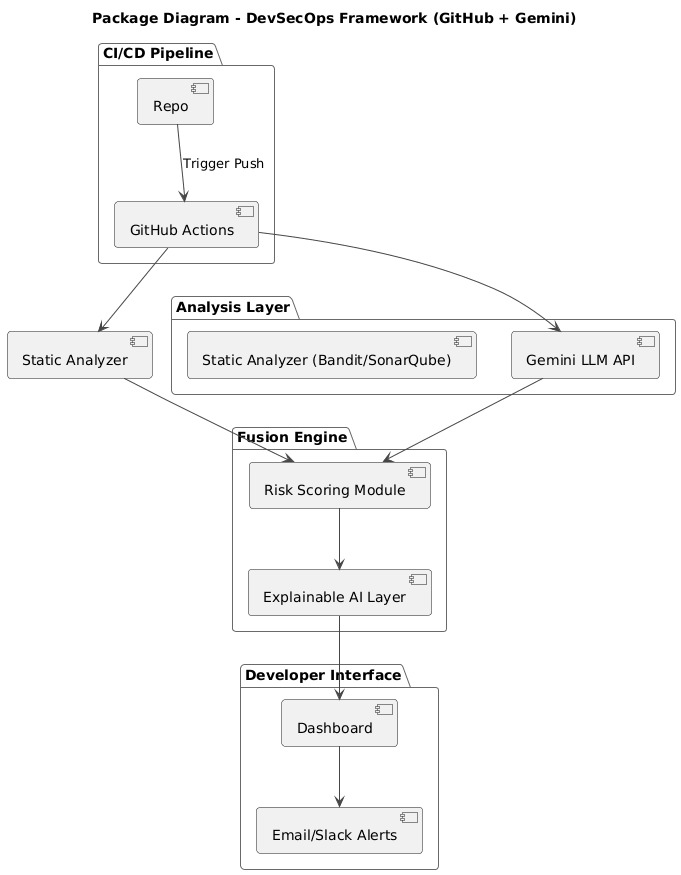 Package Diagram - DevSecOps Framework (GitHub + Gemini)
CI/CD Pipeline
Repo
Trigger Push
GitHub Actions
Analysis Layer
Static Analyzer
Static Analyzer (Bandit/SonarQube)
Gemini LLM API
Fusion Engine
Risk Scoring Module
Explainable AI Layer
Developer Interface
Dashboard
Email/Slack Alerts